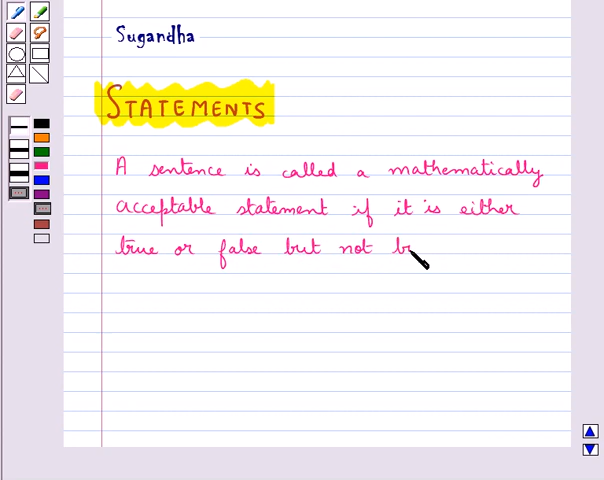 Sugandha
STATEMENTS
A sentence is called a mathematically
acceptable statement if it is either
true or false but not b